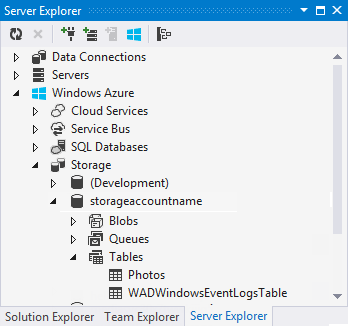 Server Explorer
Data Connections
Servers
Windows Azure
Cloud Services
Service Bus
SQL Databases
Storage
(Development)
storageaccountname
Blobs
Queues
Tables
Photos
WADWindowsEventLogsTable
Solution Explorer Team Explorer Server Explorer